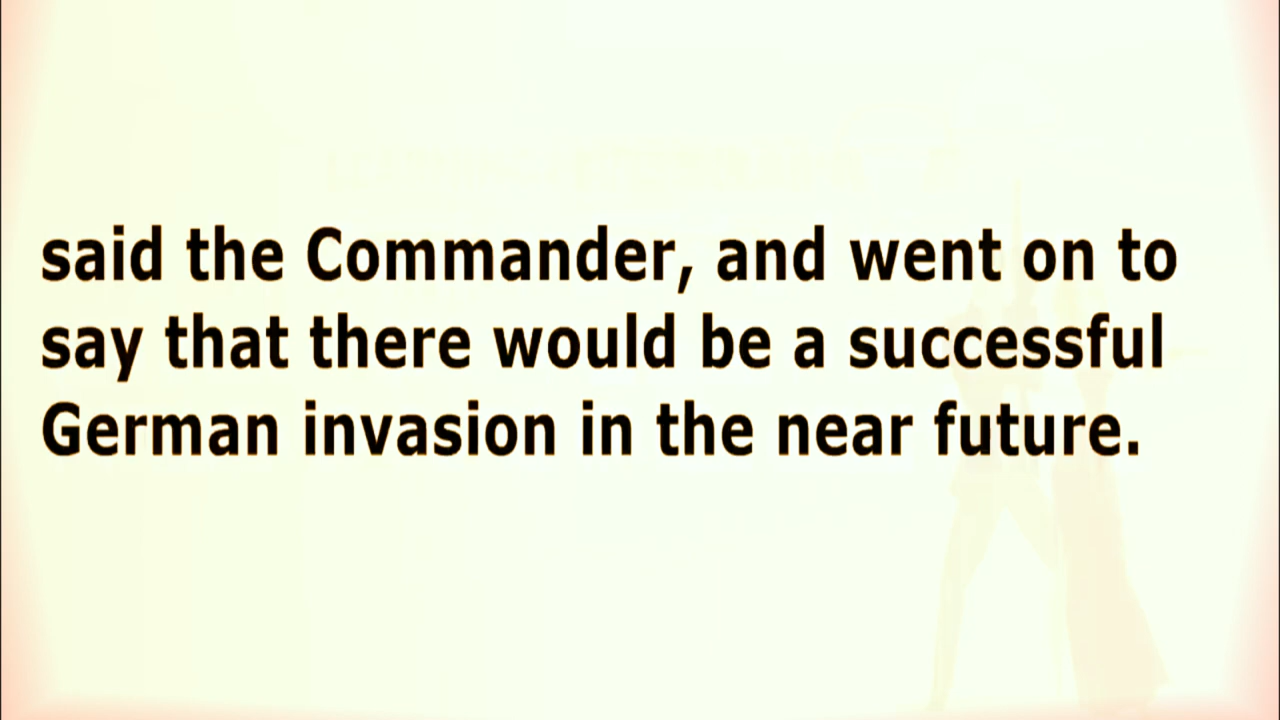 said the Commander, and went on to
say that there would be a successful
German invasion in the near future.